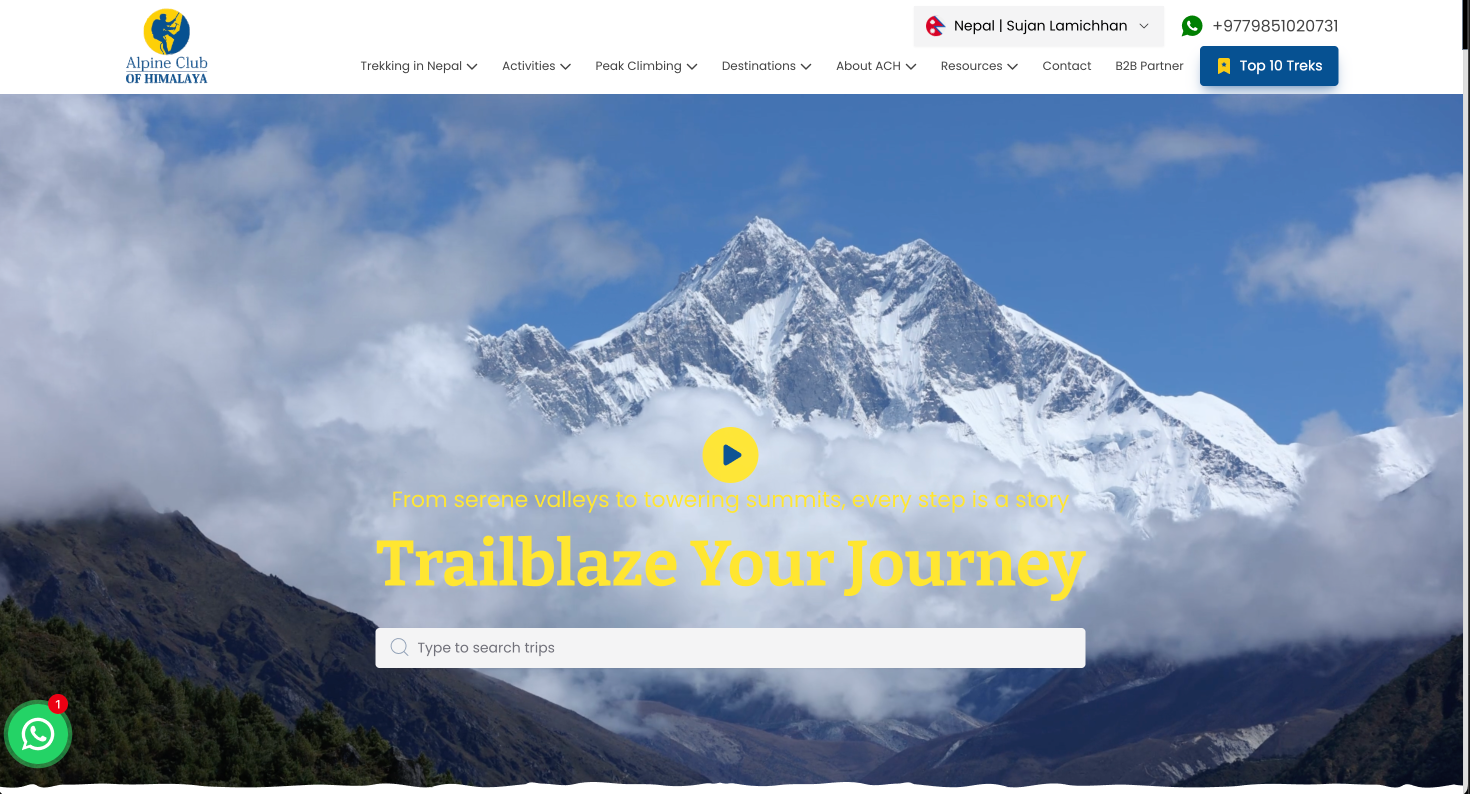 Alpine Club
OF HIMALAYA
Nepal | Sujan Lamichhan
+9779851020731
Trekking in Nepal
Activities
Peak Climbing
Destinations
About ACH
Resources
Contact
B2B Partner
Top 10 Treks
From serene valleys to towering summits, every step is a story
Trailblaze Your Journey
Type to search trips
1